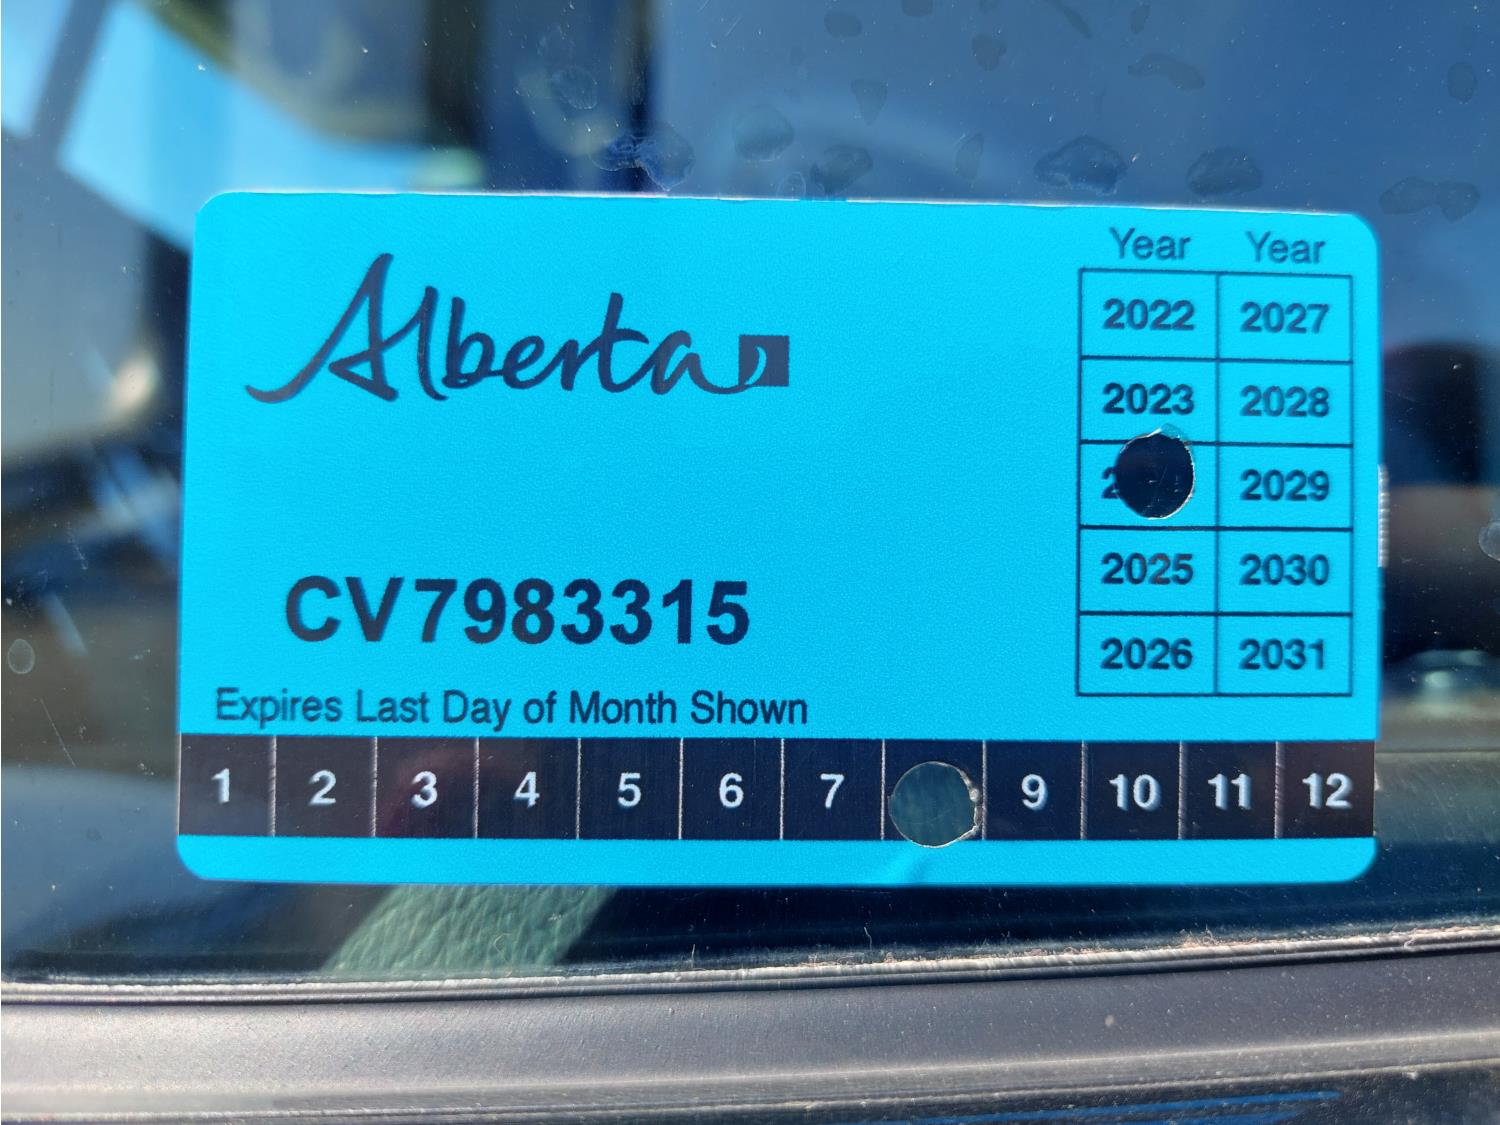 Alberta
Year Year
2022 2027
2023 2028
2029
2025 2030
2026 2031
CV7983315
Expires Last Day of Month Shown
1 2 3 4 5 6 7 9 10 11 12